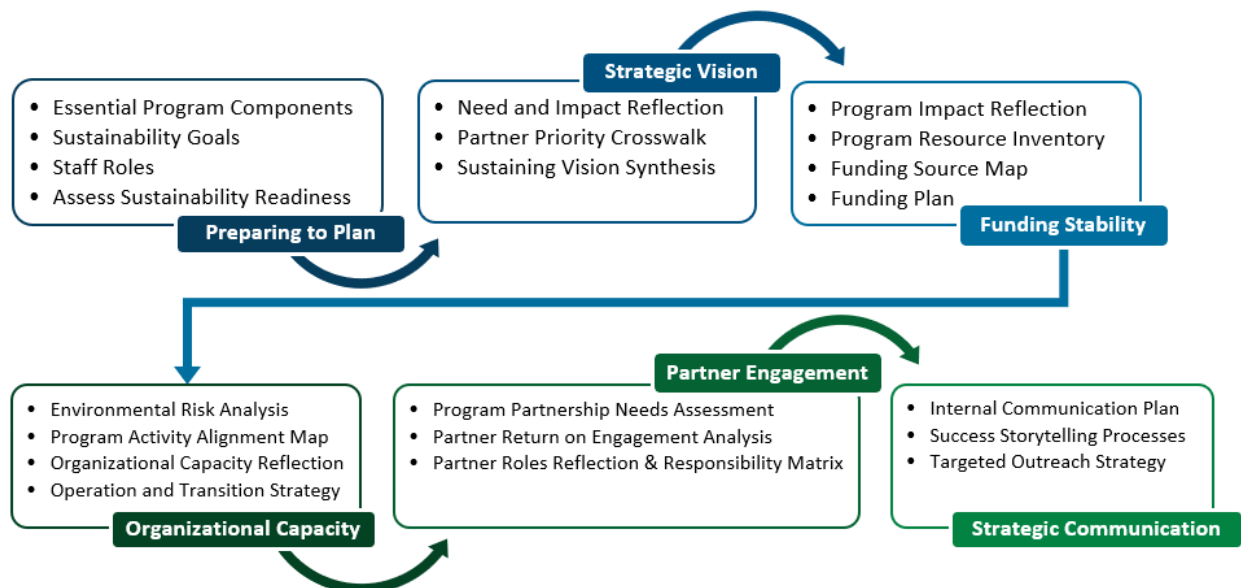 • Essential Program Components
• Sustainability Goals
• Staff Roles
• Assess Sustainability Readiness
Preparing to Plan
Strategic Vision
• Need and Impact Reflection
• Partner Priority Crosswalk
• Sustaining Vision Synthesis
• Program Impact Reflection
• Program Resource Inventory
• Funding Source Map
• Funding Plan
Funding Stability
• Environmental Risk Analysis
• Program Activity Alignment Map
• Organizational Capacity Reflection
• Operation and Transition Strategy
Organizational Capacity
Partner Engagement
• Program Partnership Needs Assessment
• Partner Return on Engagement Analysis
• Partner Roles Reflection & Responsibility Matrix
• Internal Communication Plan
• Success Storytelling Processes
• Targeted Outreach Strategy
Strategic Communication